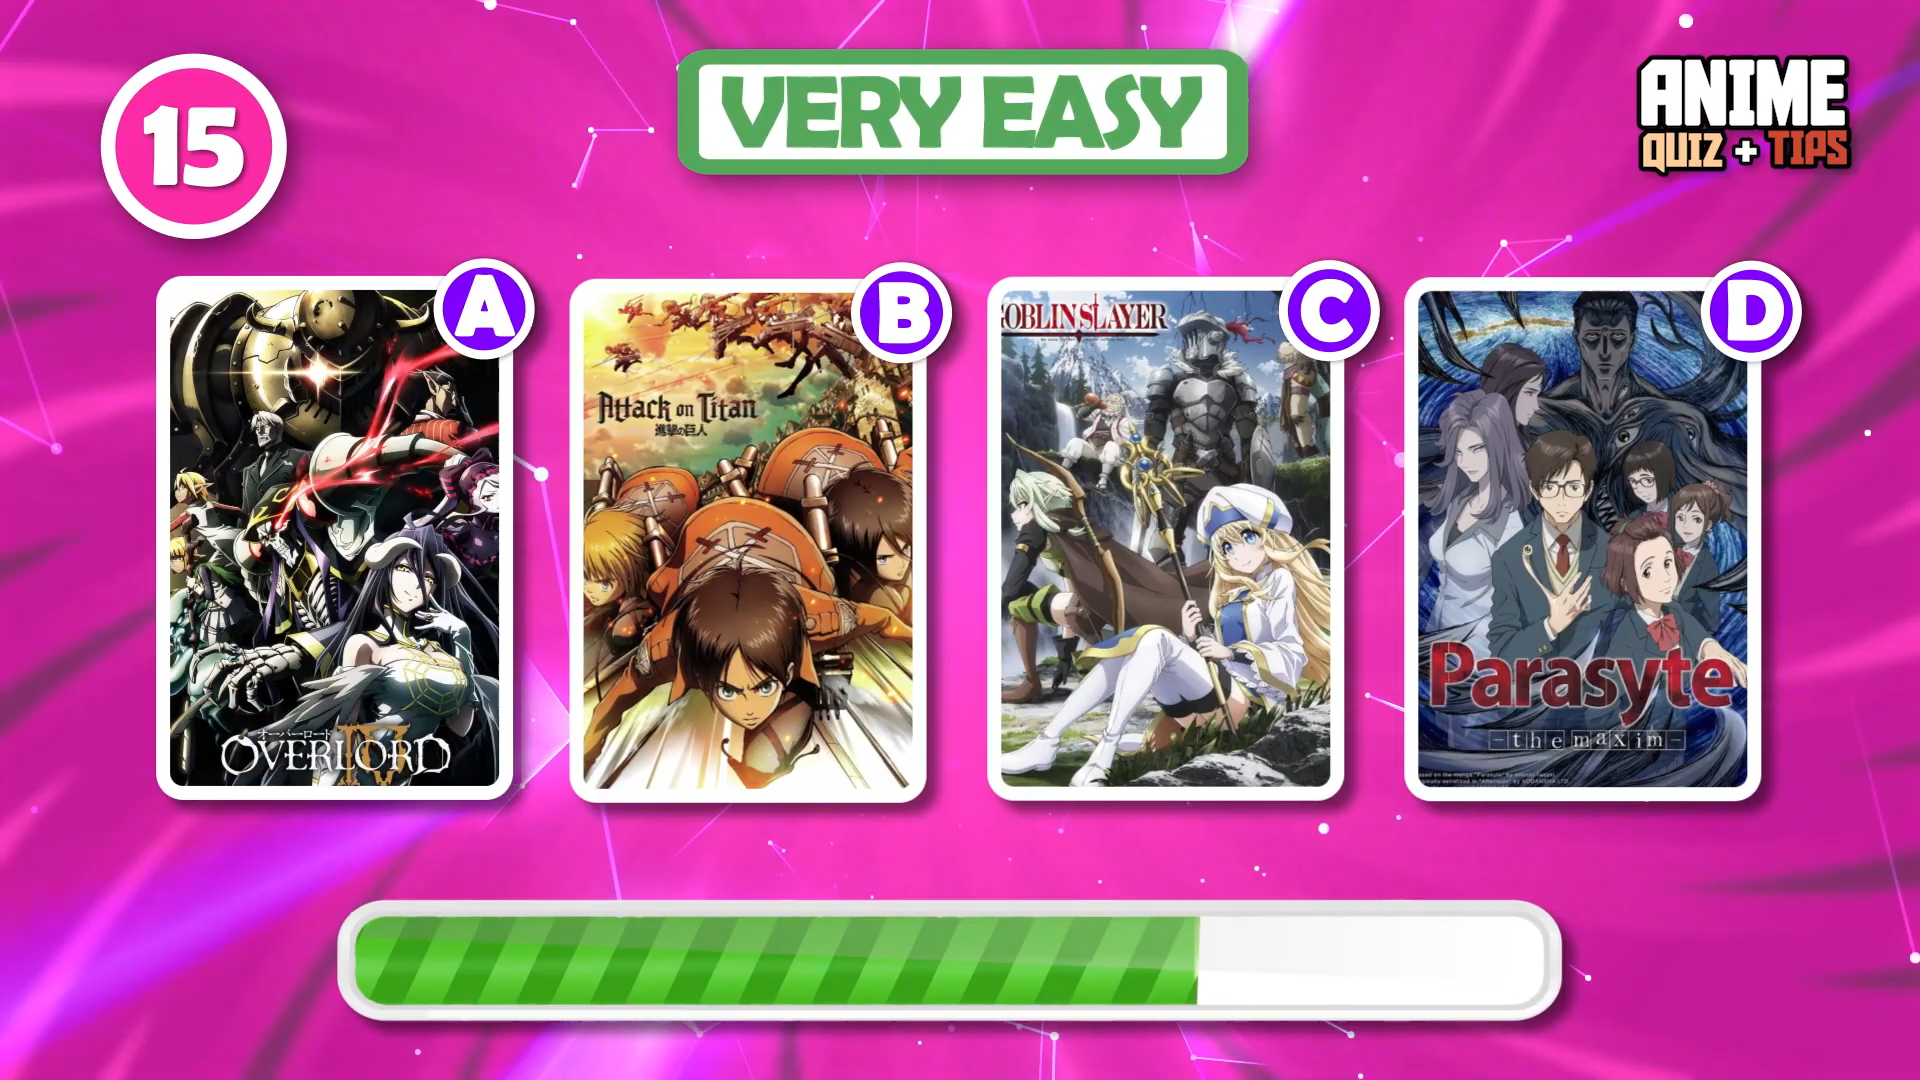 15
VERY EASY
ANIME
QUIZ + TIPS
A
オーバーロード
OVERLORD
IV
B
Attack on Titan
進撃の巨人
C
GOBLIN SLAYER
D
Parasyte
-the maxim-